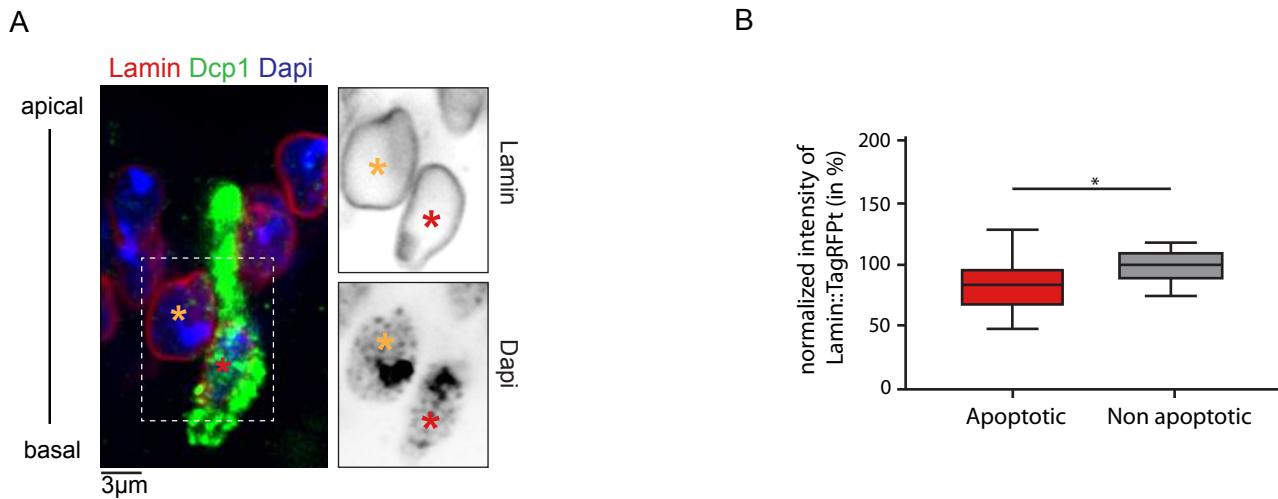 A
Lamin Dcp1 Dapi
apical
basal
3µm
*
*
*
*
*
*
Lamin
Dapi
B
normalized intensity of
Lamin::TagRFPt (in %)
200
150
100
50
0
*
Apoptotic
Non apoptotic